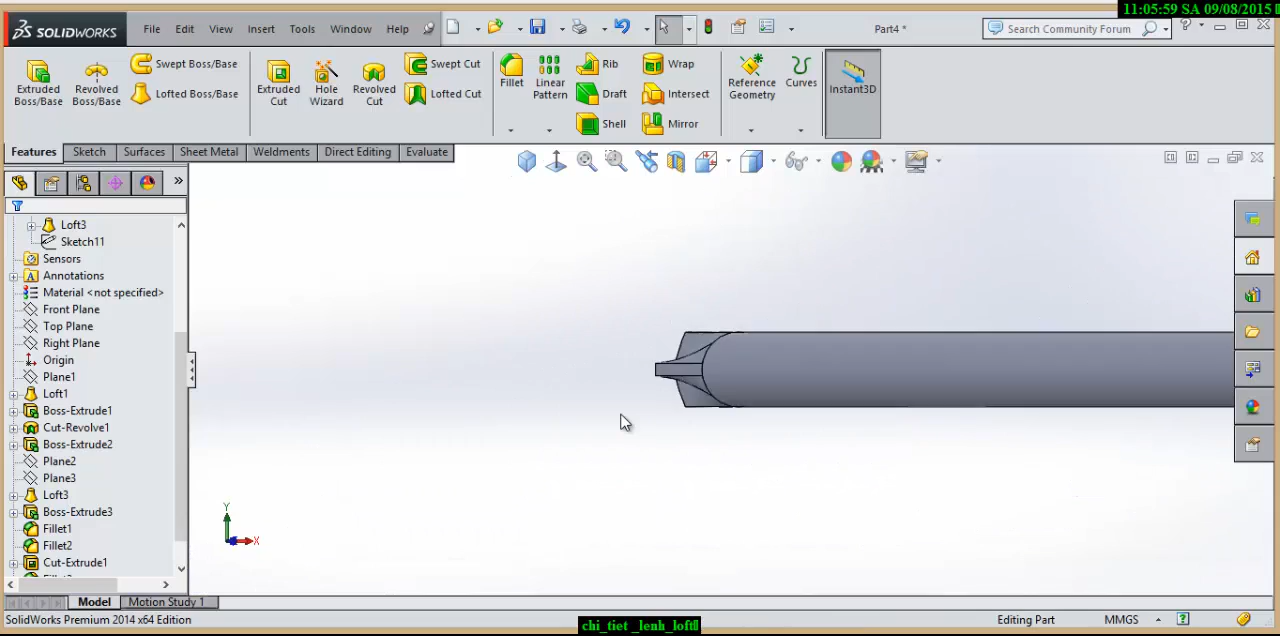 11:05:59 SA 09/08/2015
SOLIDWORKS File Edit View Insert Tools Window Help Part4 * Search Community Forum ?
Extruded Boss/Base
Revolved Boss/Base
Swept Boss/Base
Lofted Boss/Base
Extruded Cut
Hole Wizard
Revolved Cut
Swept Cut
Lofted Cut
Fillet
Linear Pattern
Rib
Draft
Shell
Wrap
Intersect
Mirror
Reference Geometry
Curves
Instant3D
Features Sketch Surfaces Sheet Metal Weldments Direct Editing Evaluate
»
Loft3
Sketch11
Sensors
Annotations
Material <not specified>
Front Plane
Top Plane
Right Plane
Origin
Plane1
Loft1
Boss-Extrude1
Cut-Revolve1
Boss-Extrude2
Plane2
Plane3
Loft3
Boss-Extrude3
Fillet1
Fillet2
Cut-Extrude1
Y
X
Model Motion Study 1
SolidWorks Premium 2014 x64 Edition Editing Part MMGS ?
chi_tiet _lenh_loft